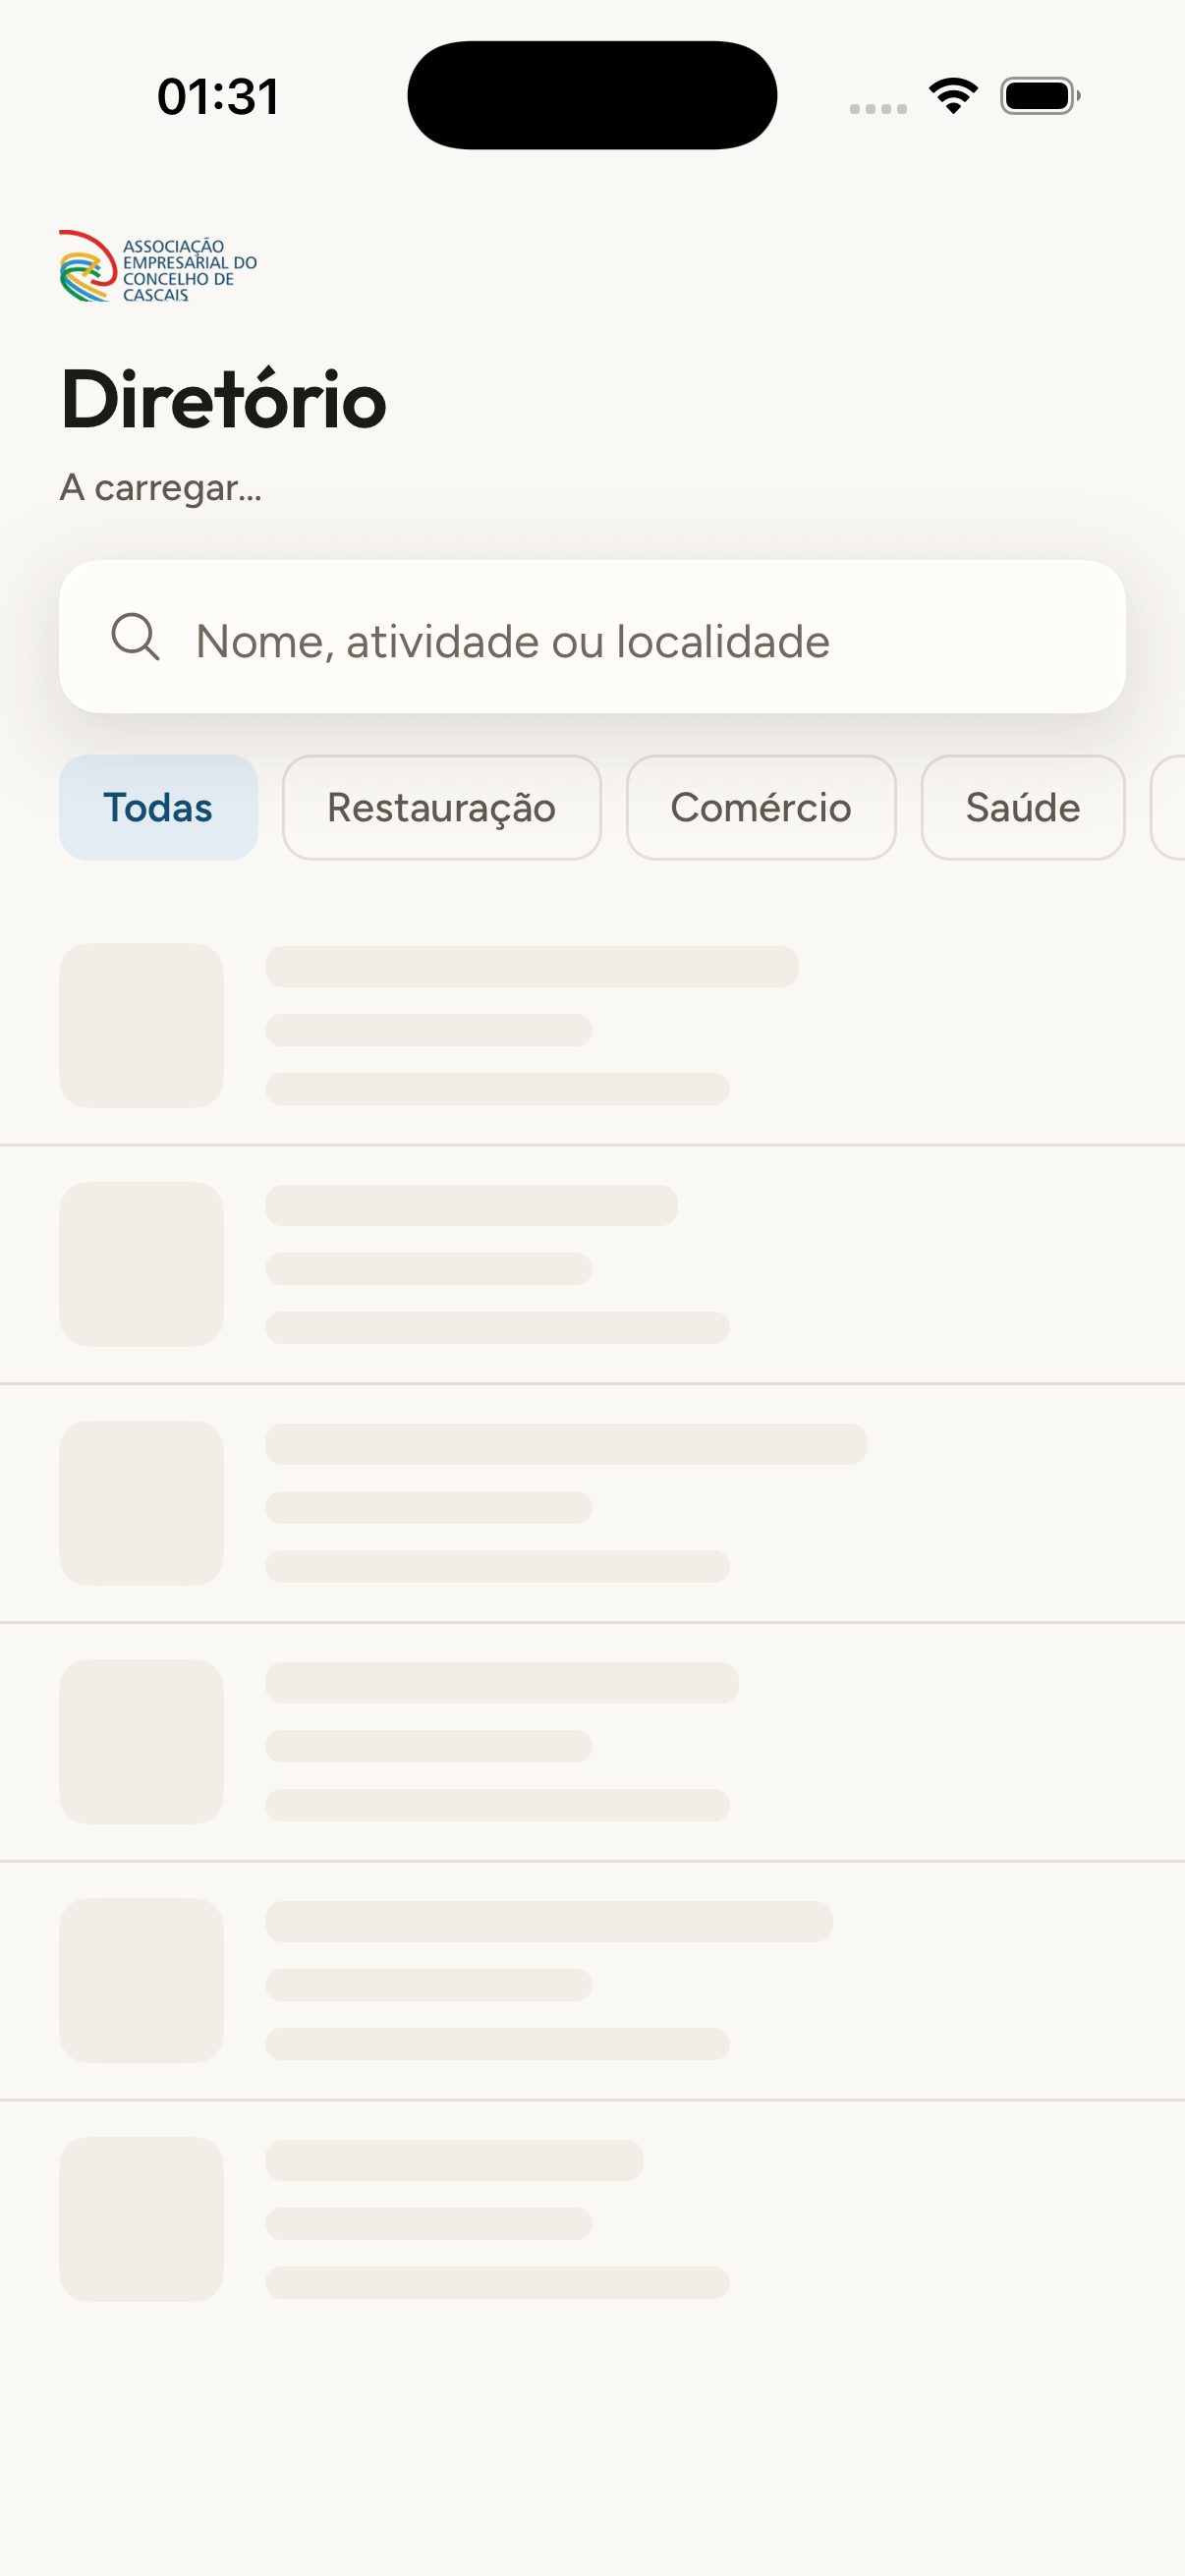 01:31
ASSOCIAÇÃO
EMPRESARIAL DO
CONCELHO DE
CASCAIS
Diretório
A carregar...
Nome, atividade ou localidade
Todas
Restauração
Comércio
Saúde